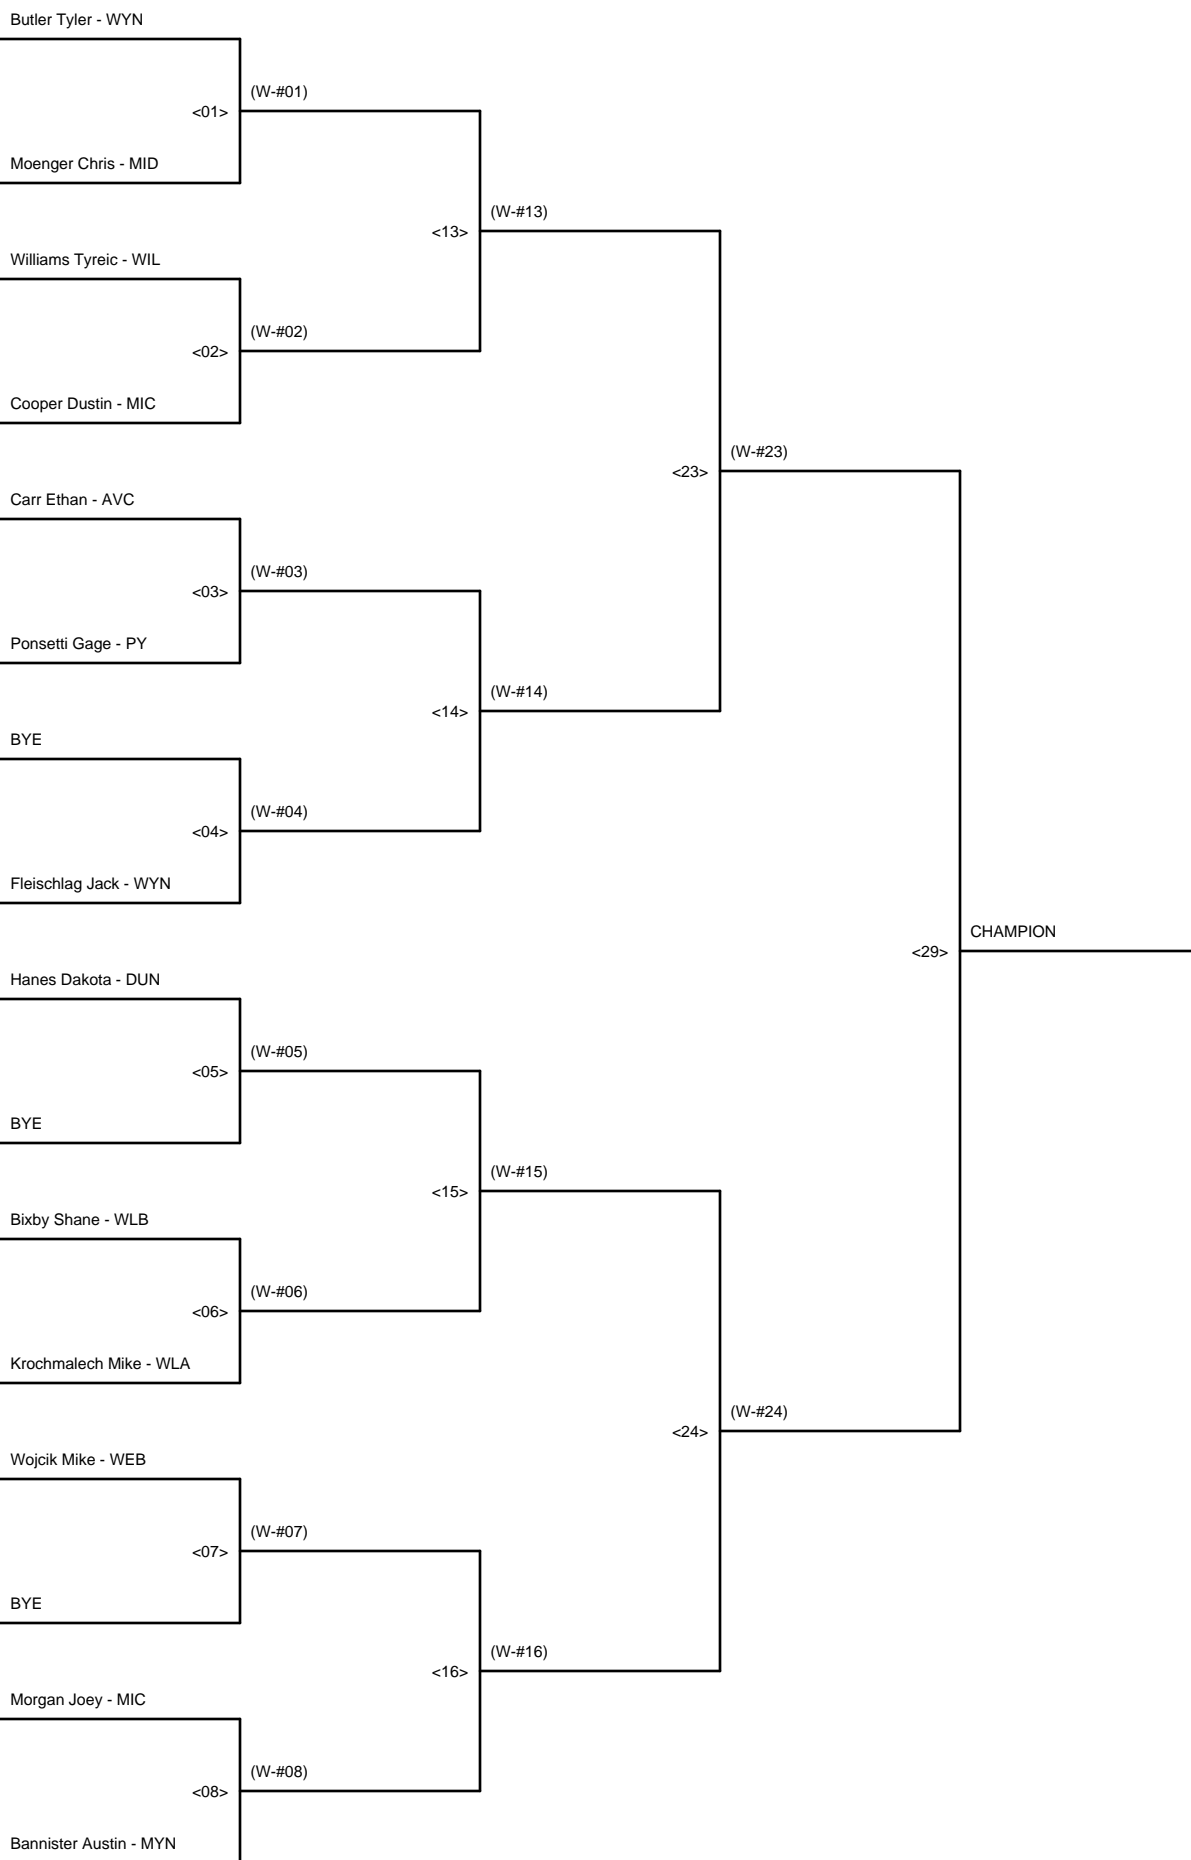 Butler Tyler - WYN
(W-#01)
<01>
Moenger Chris - MID
(W-#13)
<13>
Williams Tyreic - WIL
(W-#02)
<02>
Cooper Dustin - MIC
(W-#23)
<23>
Carr Ethan - AVC
(W-#03)
<03>
Ponsetti Gage - PY
(W-#14)
<14>
BYE
(W-#04)
<04>
Fleischlag Jack - WYN
CHAMPION
<29>
Hanes Dakota - DUN
(W-#05)
<05>
BYE
(W-#15)
<15>
Bixby Shane - WLB
(W-#06)
<06>
Krochmalech Mike - WLA
(W-#24)
<24>
Wojcik Mike - WEB
(W-#07)
<07>
BYE
(W-#16)
<16>
Morgan Joey - MIC
(W-#08)
<08>
Bannister Austin - MYN